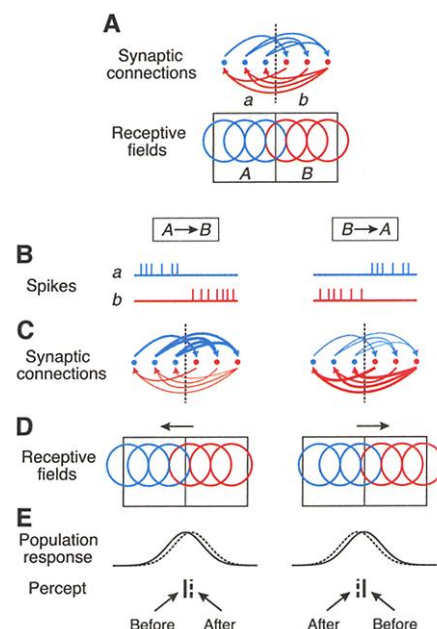 A
Synaptic connections
a b
Receptive fields
A B
A→B B→A
B
Spikes
a
b
C
Synaptic connections
D
Receptive fields
E
Population response
Percept
Before After After Before